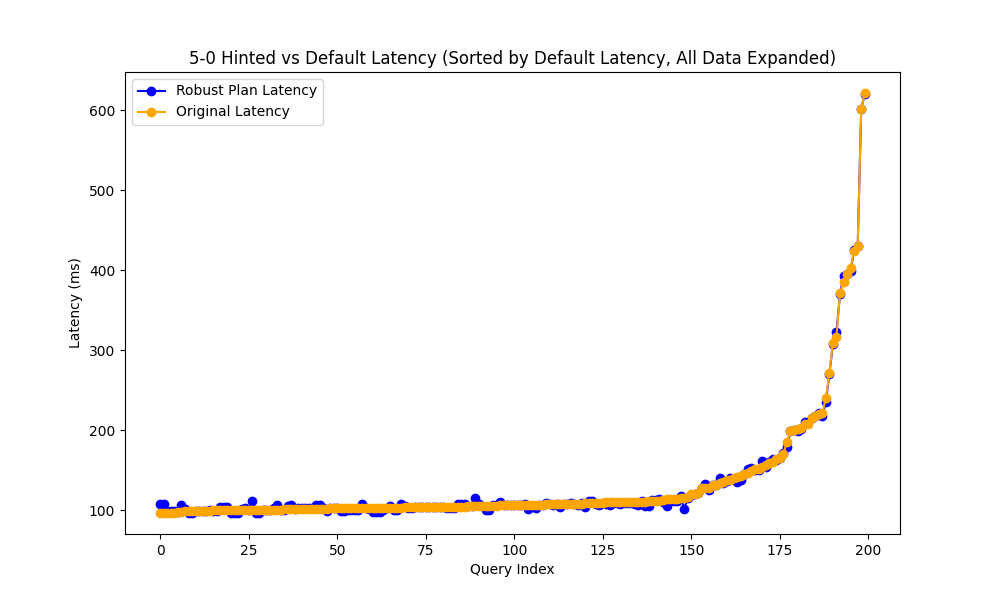 5-0 Hinted vs Default Latency (Sorted by Default Latency, All Data Expanded)
Robust Plan Latency
Original Latency
Latency (ms)
600
500
400
300
200
100
0 25 50 75 100 125 150 175 200
Query Index